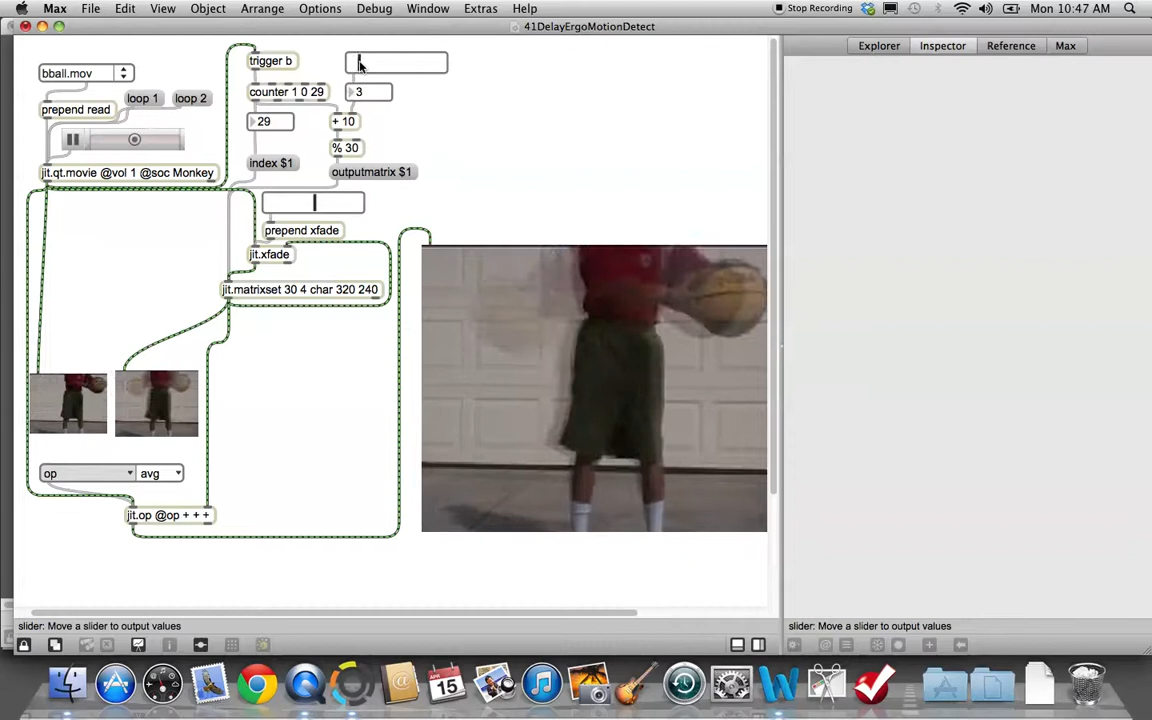 Max File Edit View Object Arrange Options Debug Window Extras Help Stop Recording Mon 10:47 AM
41DelayErgoMotionDetect
Explorer Inspector Reference Max
bball.mov
trigger b
prepend read
loop 1
loop 2
counter 1 0 29
3
29
+ 10
% 30
index $1
outputmatrix $1
jit.qt.movie @vol 1 @soc Monkey
prepend xfade
jit.xfade
jit.matrixset 30 4 char 320 240
op
avg
jit.op @op + + +
slider: Move a slider to output values
slider: Move a slider to output values
APR
15